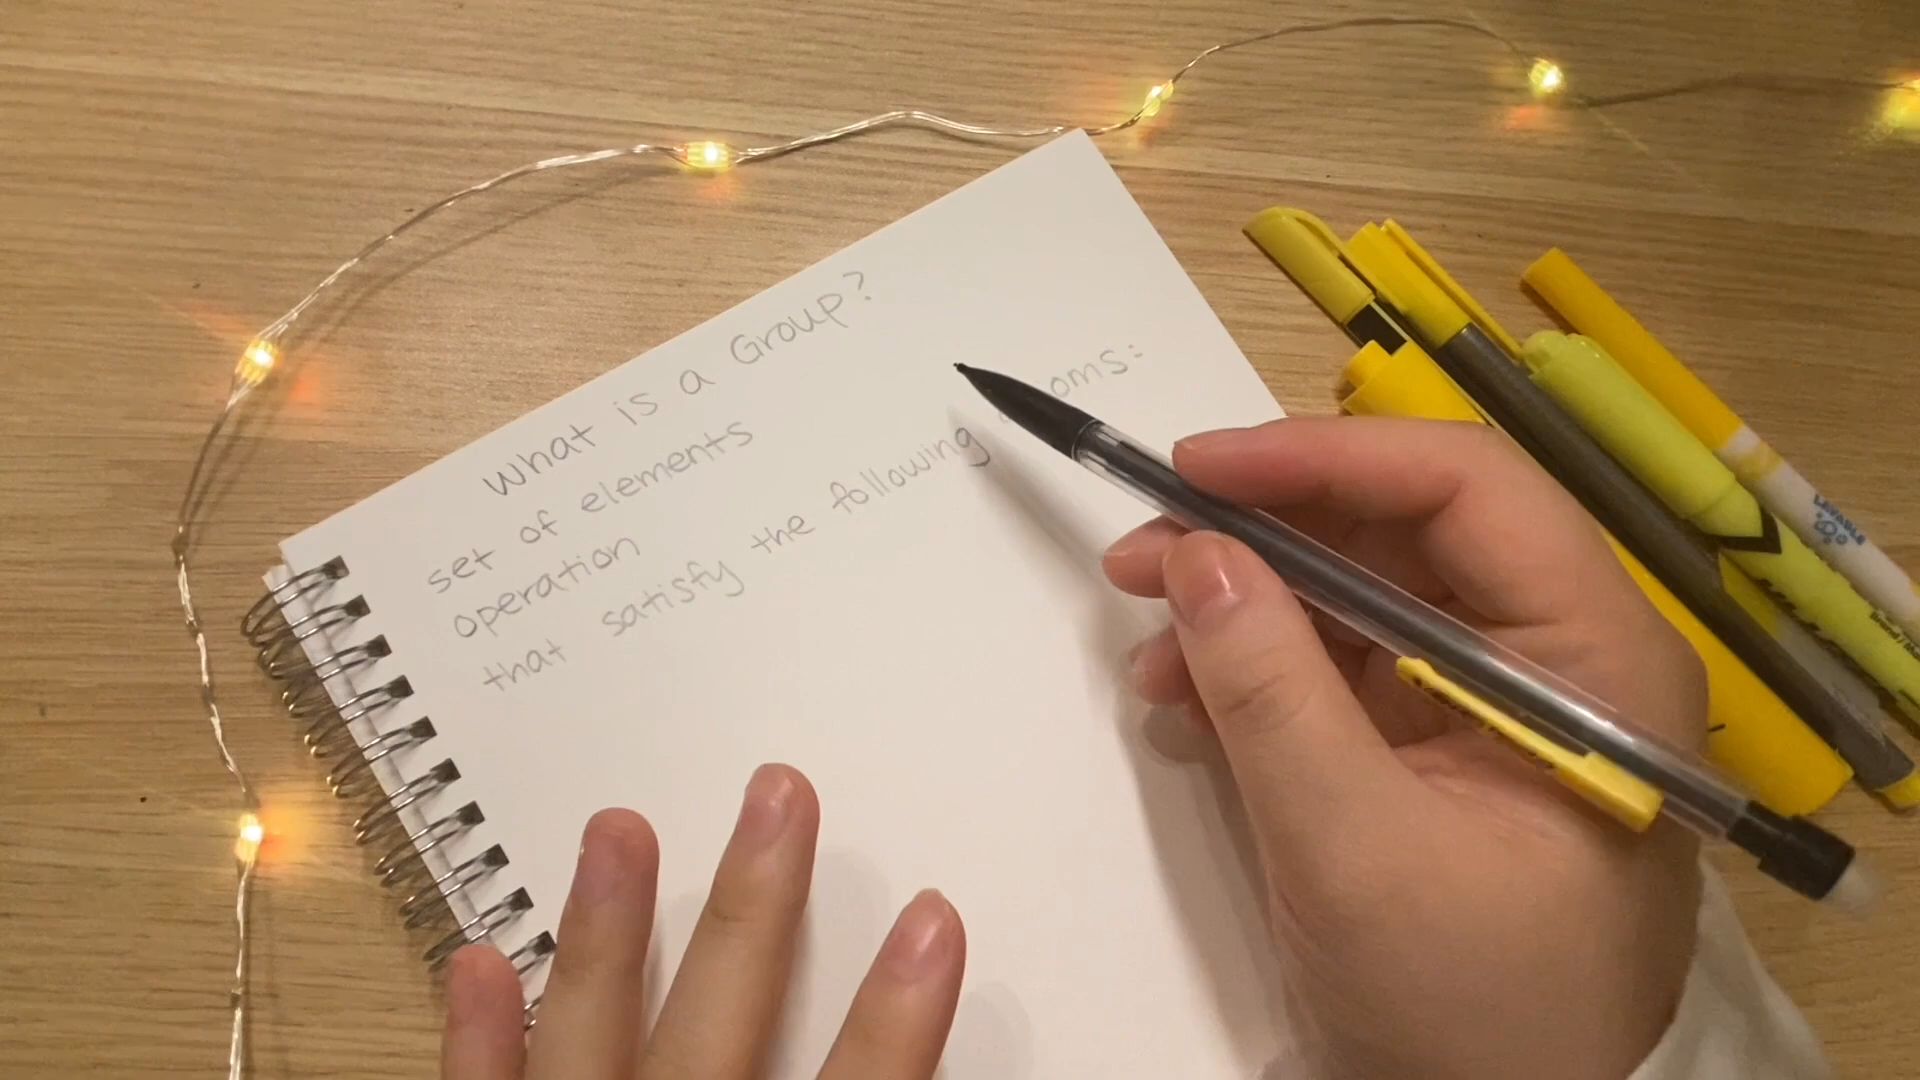 What is a Group?
set of elements
operation
that satisfy the following